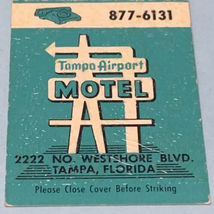 877-6131
Tampa Airport
MOTEL
2222 NO. WESTSHORE BLVD.
TAMPA, FLORIDA
Please Close Cover Before Striking